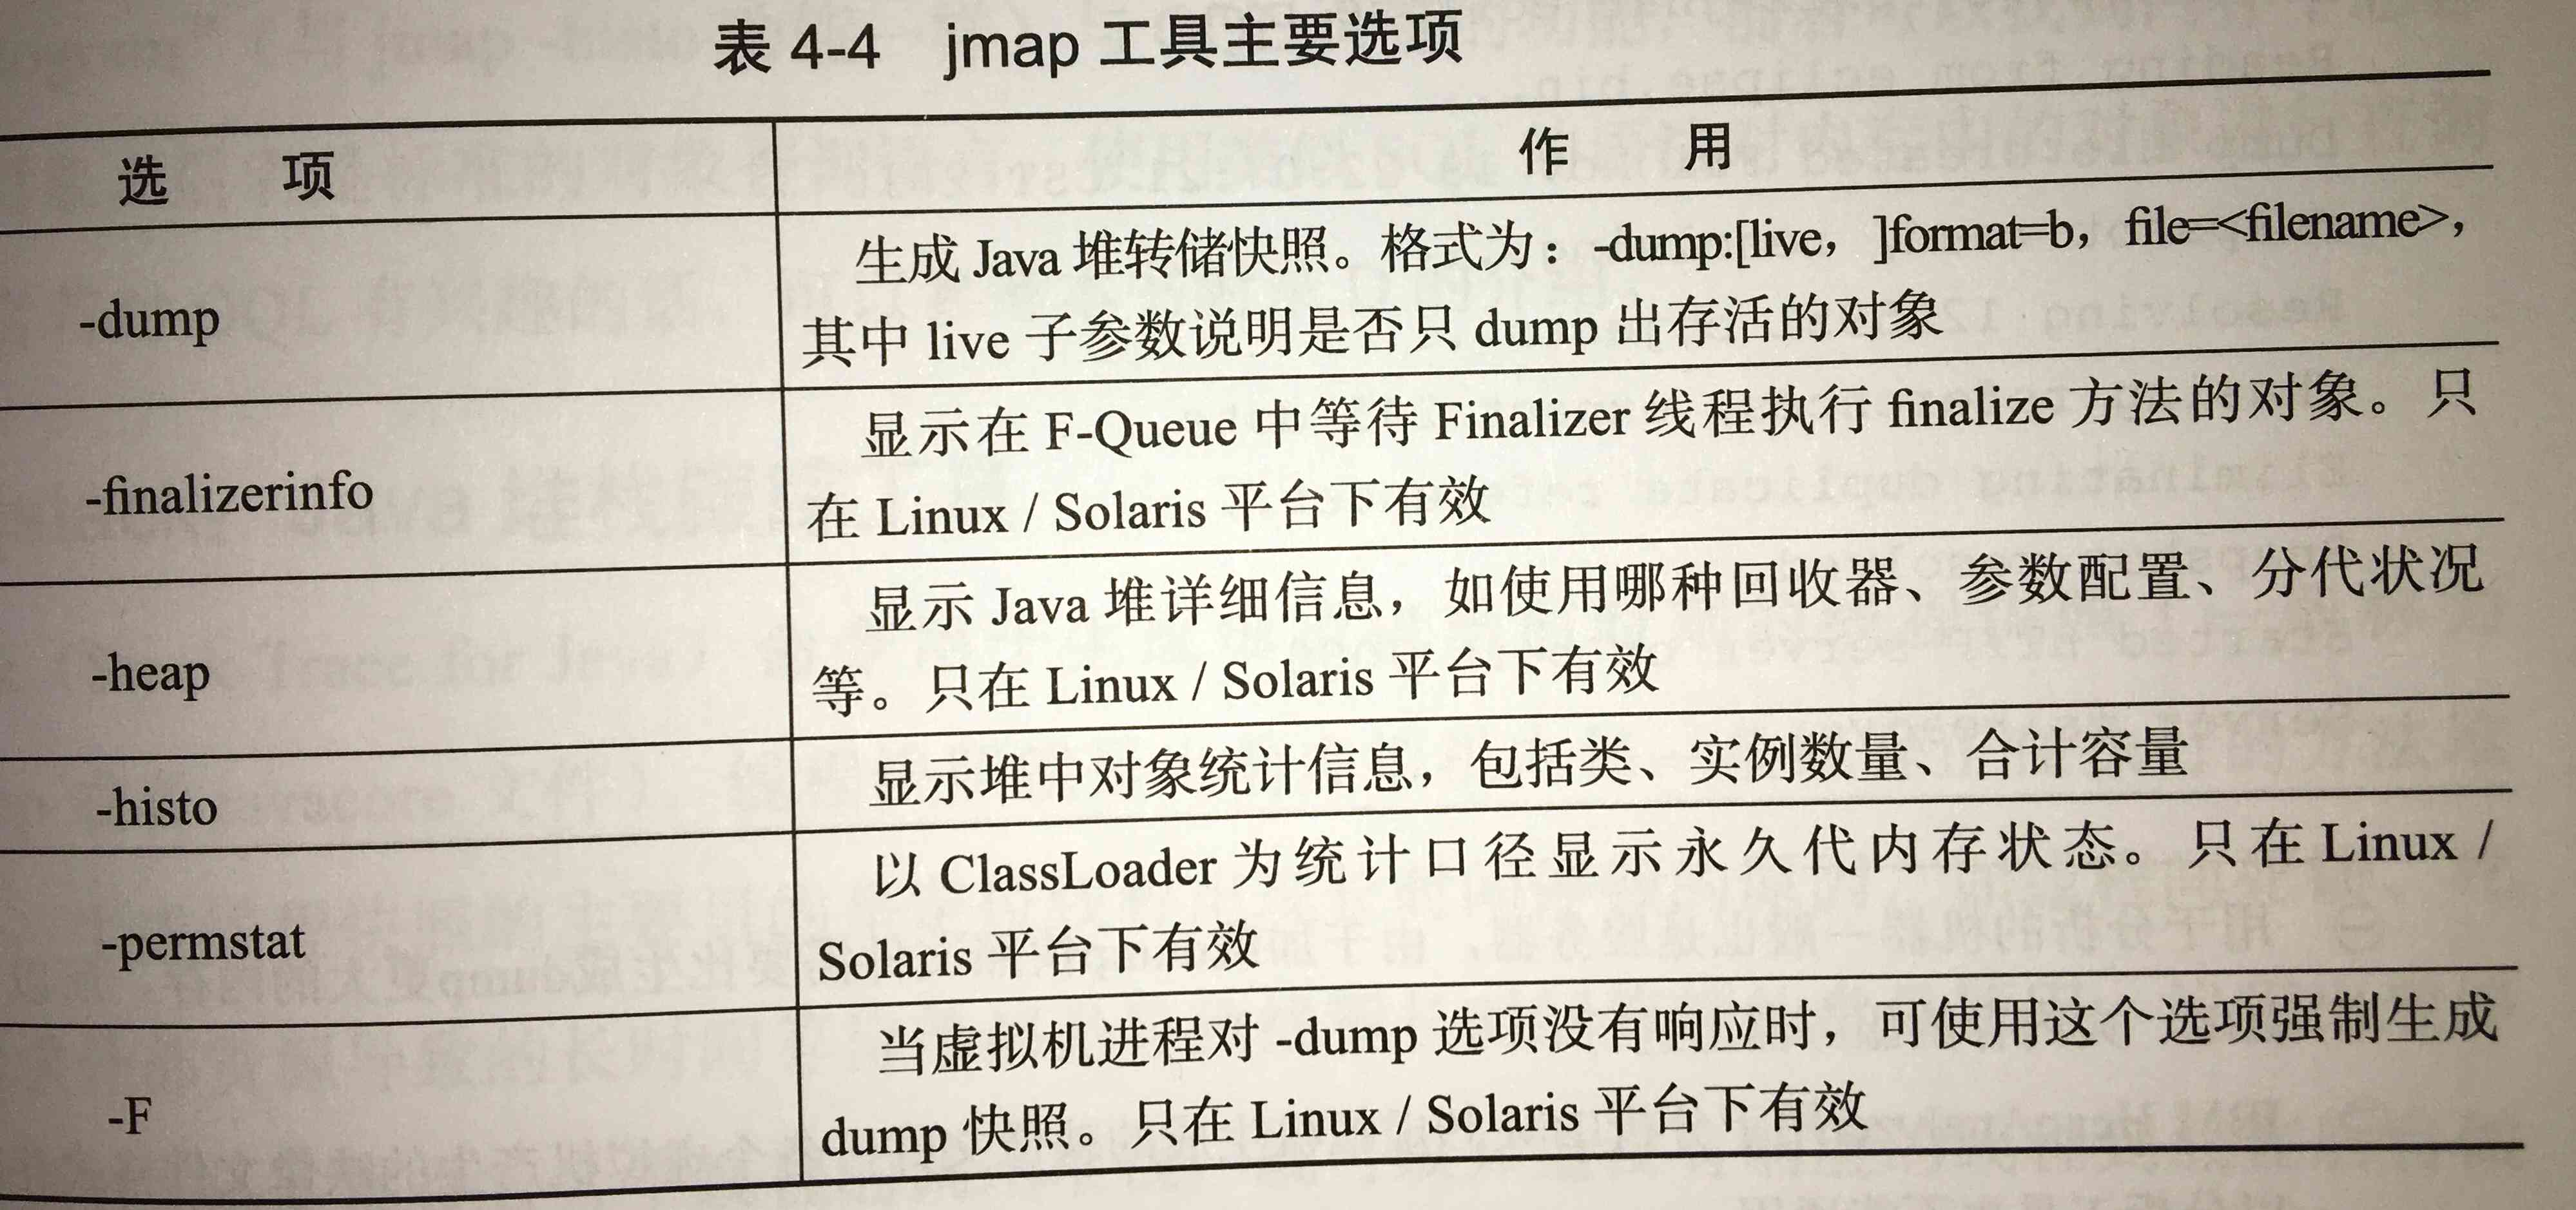 表 4-4 jmap 工具主要选项
选 项 作 用
-dump
生成 Java 堆转储快照。格式为：-dump:[live，]format=b，file=<filename>，
其中 live 子参数说明是否只 dump 出存活的对象
-finalizerinfo
显示在 F-Queue 中等待 Finalizer 线程执行 finalize 方法的对象。只
在 Linux / Solaris 平台下有效
-heap
显示 Java 堆详细信息，如使用哪种回收器、参数配置、分代状况
等。只在 Linux / Solaris 平台下有效
-histo
显示堆中对象统计信息，包括类、实例数量、合计容量
-permstat
以 ClassLoader 为统计口径显示永久代内存状态。只在 Linux /
Solaris 平台下有效
-F
当虚拟机进程对 -dump 选项没有响应时，可使用这个选项强制生成
dump 快照。只在 Linux / Solaris 平台下有效